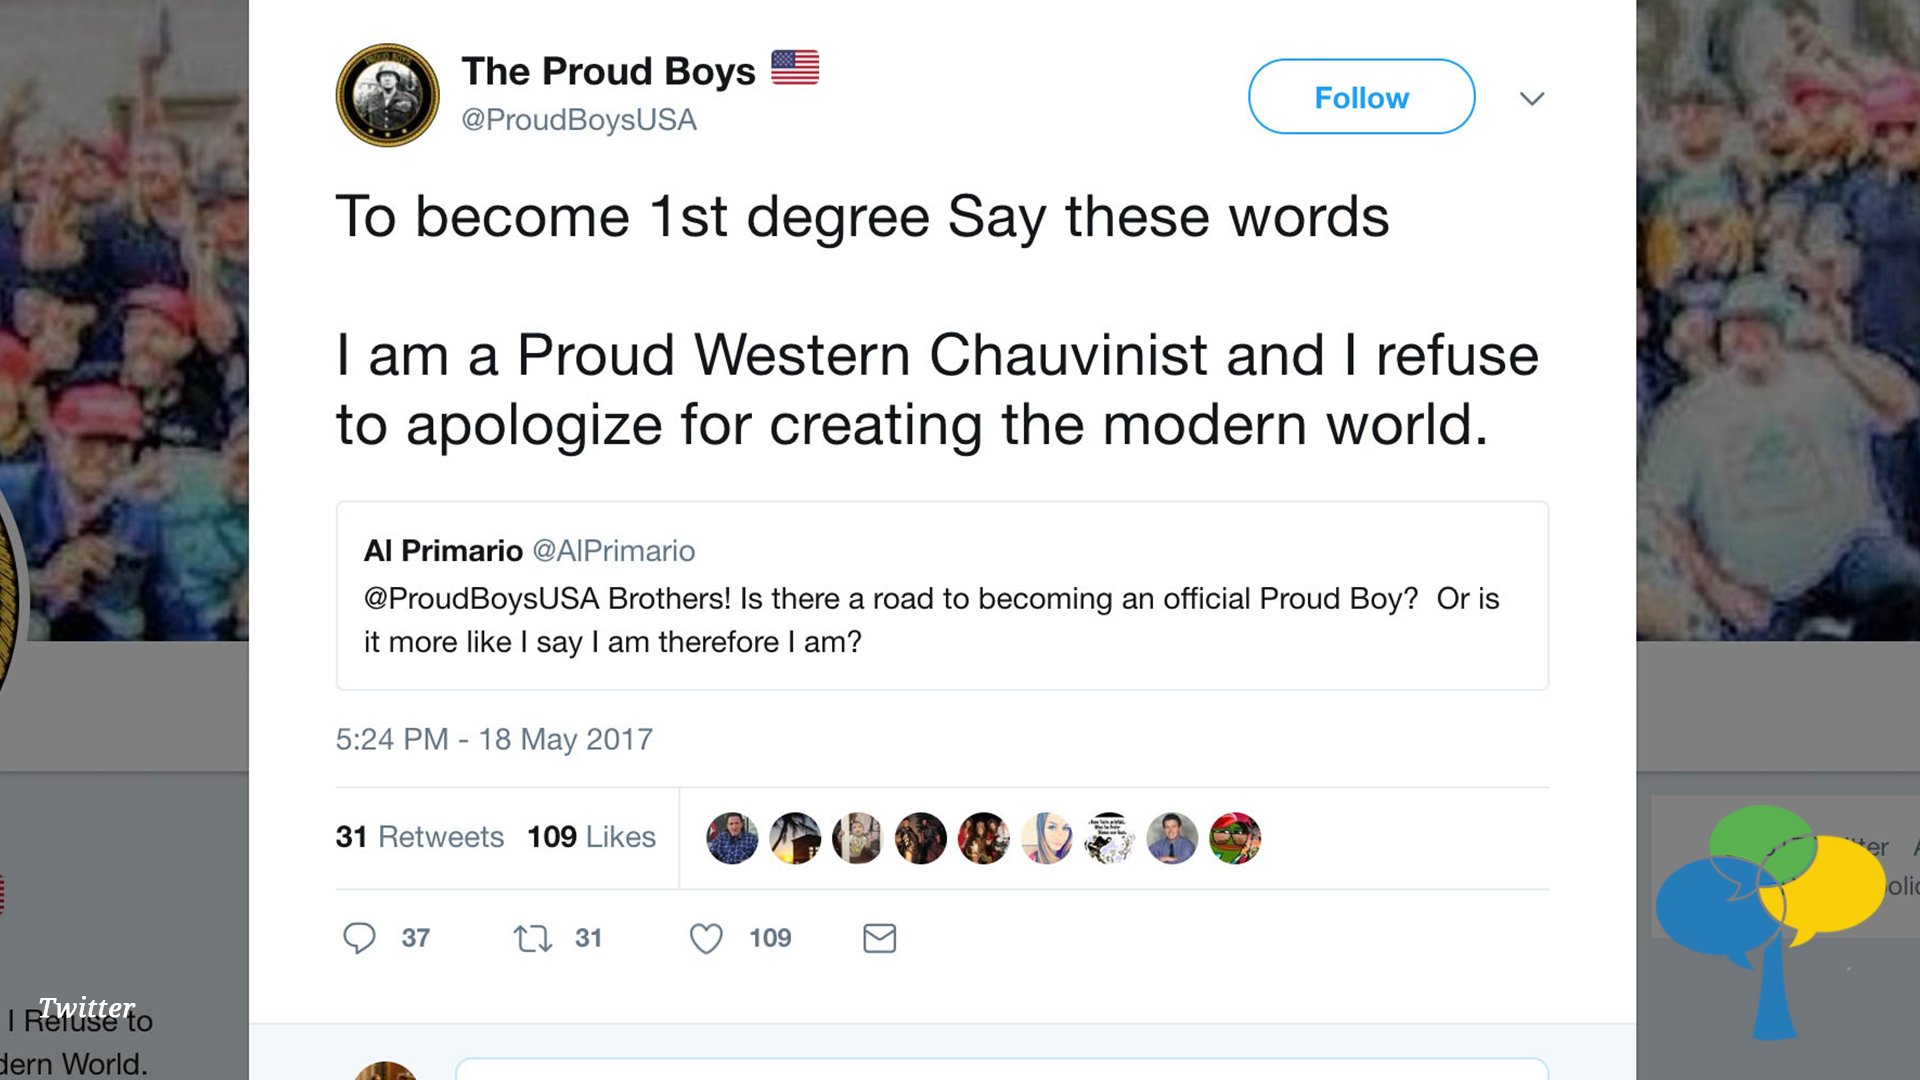 The Proud Boys
@ProudBoysUSA
Follow
To become 1st degree Say these words
I am a Proud Western Chauvinist and I refuse
to apologize for creating the modern world.
Al Primario @AlPrimario
@ProudBoysUSA Brothers! Is there a road to becoming an official Proud Boy? Or is
it more like I say I am therefore I am?
5:24 PM - 18 May 2017
31 Retweets 109 Likes
37 31 109
Twitter
I Refuse to
dern World.